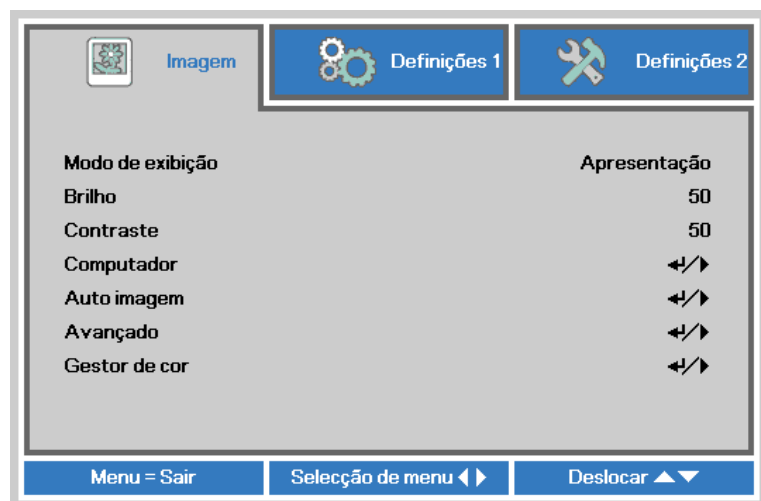 Imagem Definições 1 Definições 2
Modo de exibição Apresentação
Brilho 50
Contraste 50
Computador
Auto imagem
Avançado
Gestor de cor
Menu = Sair Selecção de menu Deslocar